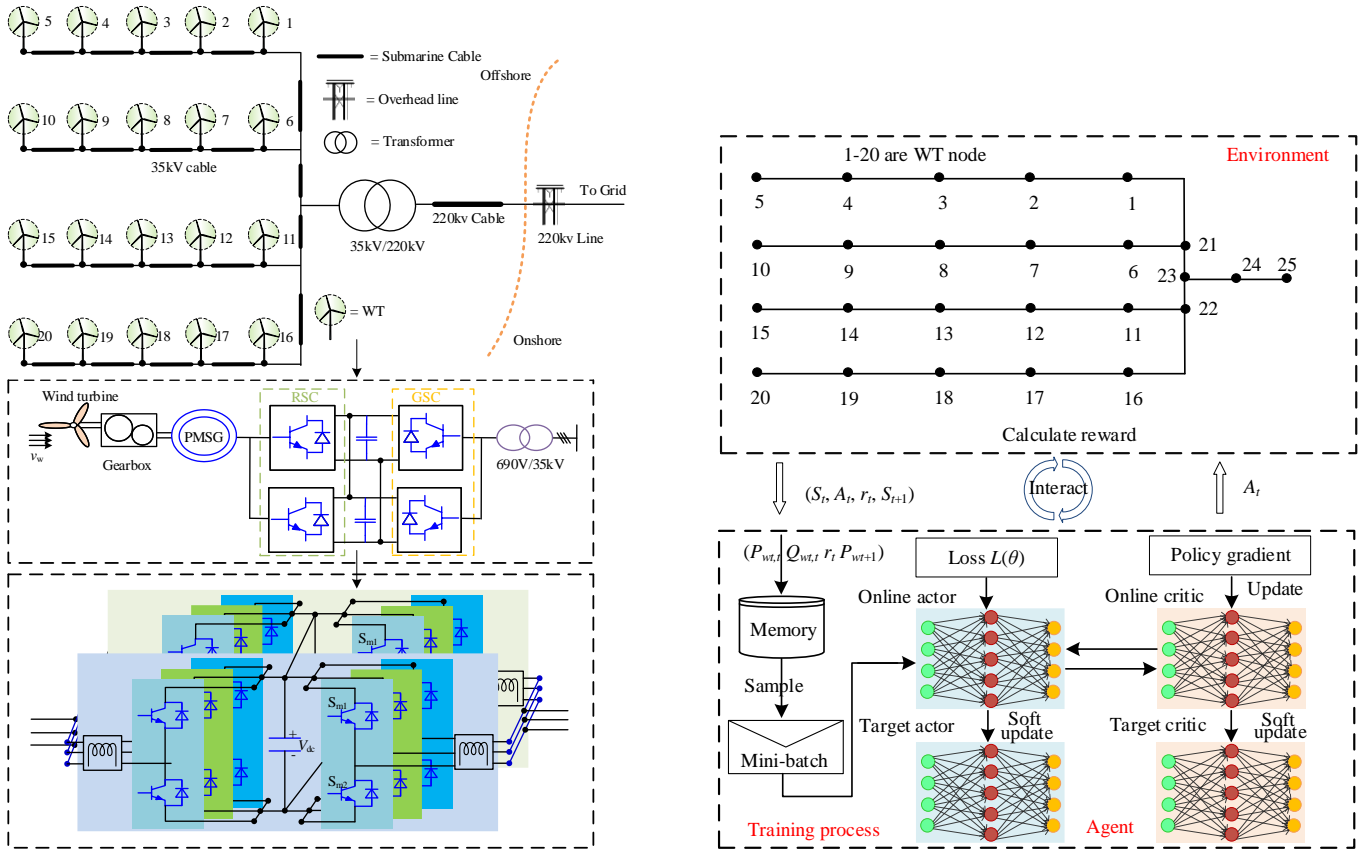 5 4 3 2 1
= Submarine Cable
Offshore
= Overhead line
10 9 8 7 6
= Transformer
35kV cable
To Grid
220kv Cable
35kV/220kV
220kv Line
15 14 13 12 11
= WT
20 19 18 17 16
Onshore
Wind turbine
RSC
GSC
PMSG
v_w
Gearbox
690V/35kV
S_m1
S_m1
+
V_dc
-
S_m2
1-20 are WT node
Environment
5 4 3 2 1
21
10 9 8 7 6
23 24 25
22
15 14 13 12 11
20 19 18 17 16
Calculate reward
(S_t, A_t, r_t, S_t+1)
Interact
A_t
(P_wt,t Q_wt,t r_t P_wt+1)
Loss L(θ)
Policy gradient
Online actor
Online critic
Update
Memory
Sample
Target actor
Soft
update
Target critic
Soft
update
Mini-batch
Training process
Agent